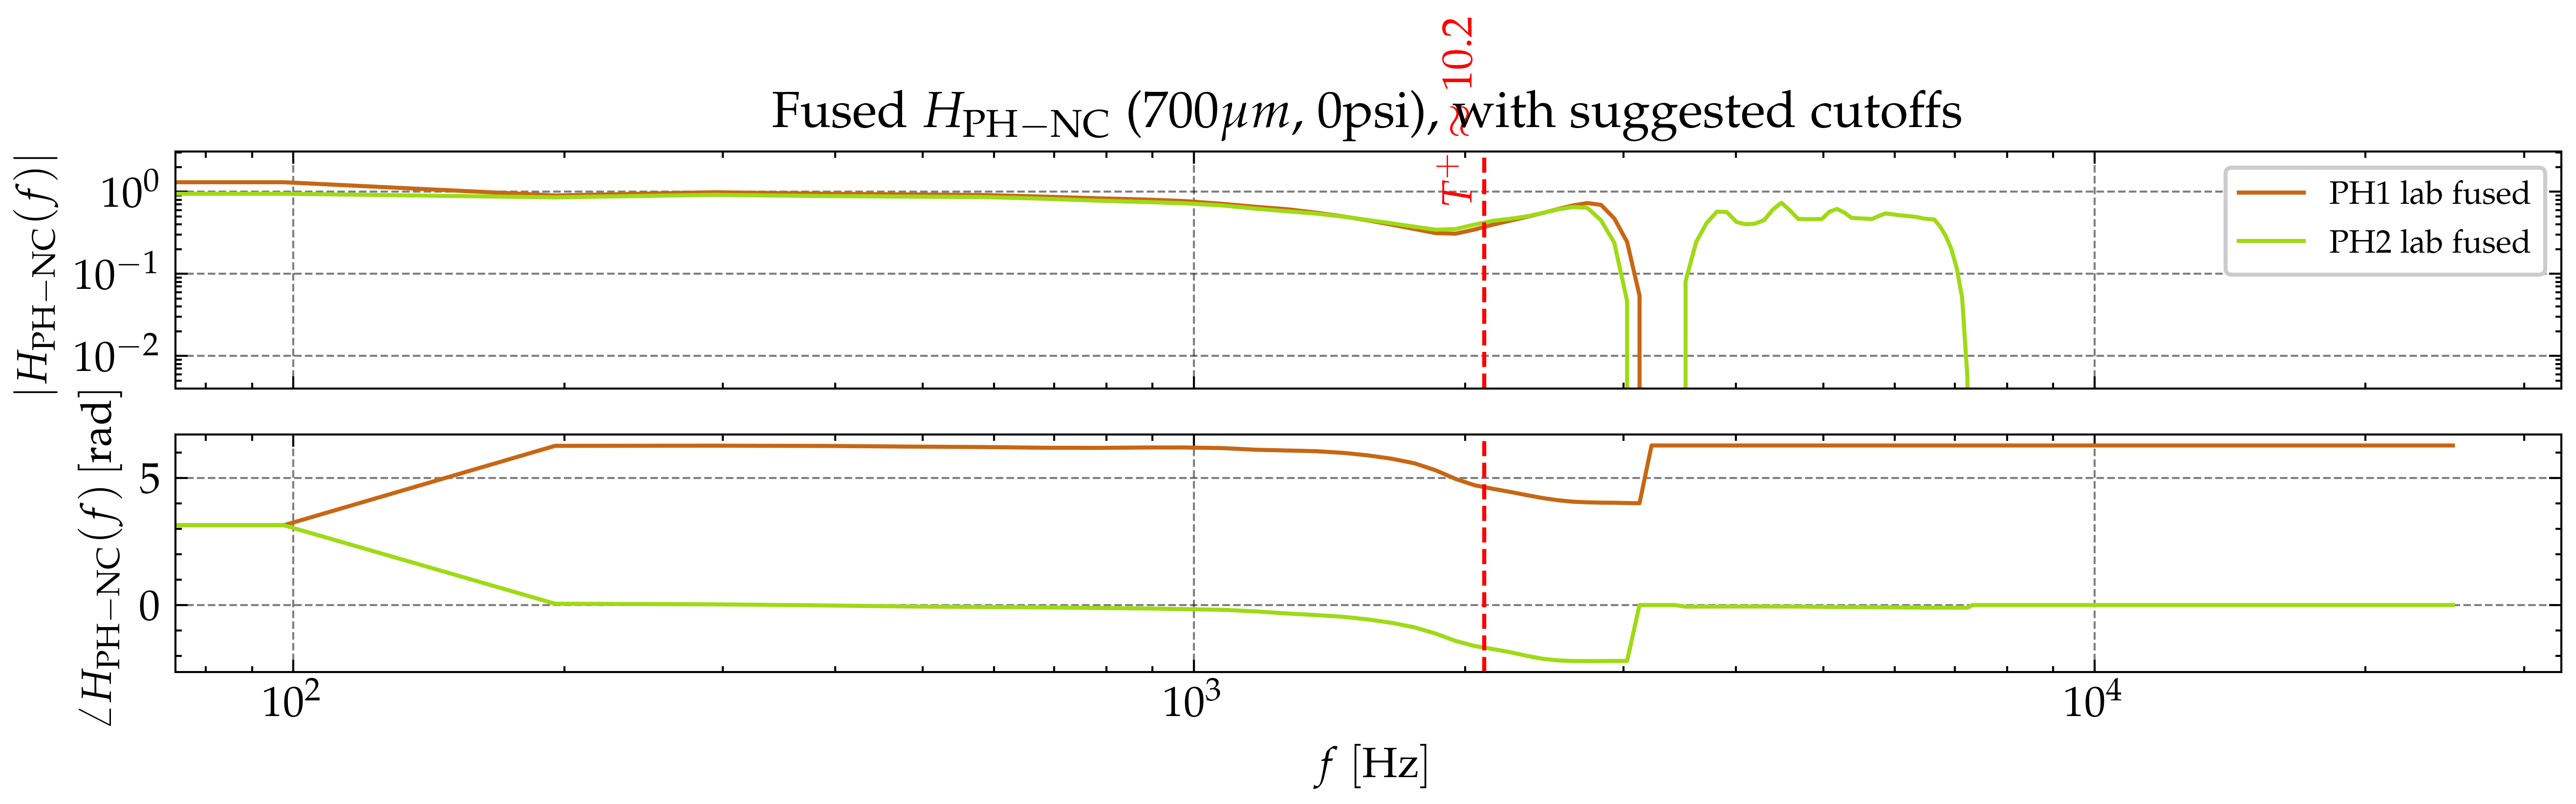 T⁺ ≈ 10.2
Fused H_PH−NC (700μm, 0psi), with suggested cutoffs
|H_PH−NC(f)|
10⁰
10⁻¹
10⁻²
PH1 lab fused
PH2 lab fused
∠H_PH−NC(f) [rad]
5
0
10²
10³
10⁴
f [Hz]